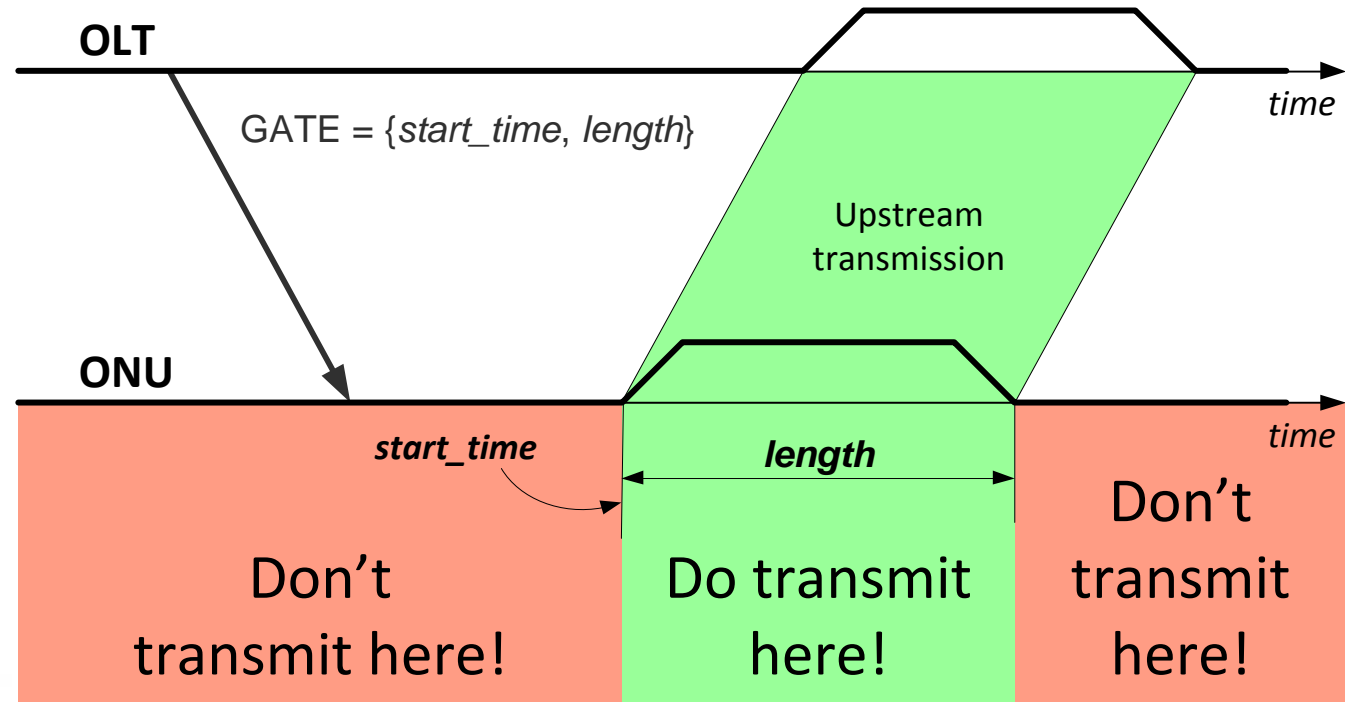 OLT
time
GATE = {start_time, length}
Upstream
transmission
ONU
time
start_time
length
Don’t
transmit here!
Do transmit
here!
Don’t
transmit
here!